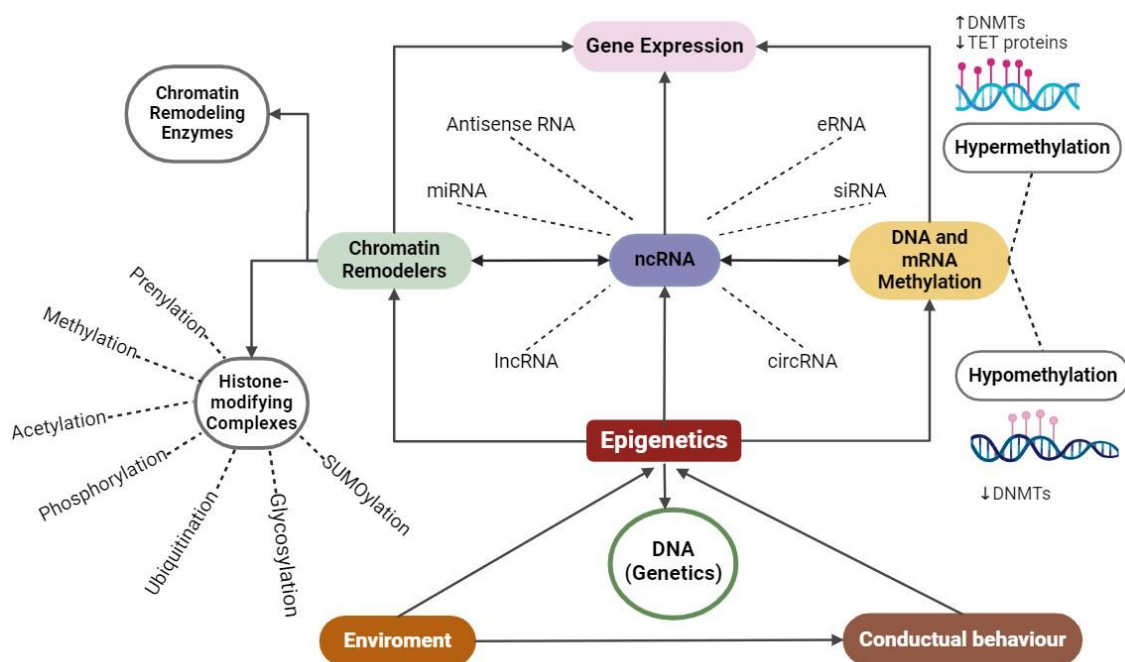 ↑DNMTs
↓TET proteins
Gene Expression
Chromatin
Remodeling
Enzymes
Antisense RNA
eRNA
Hypermethylation
miRNA
siRNA
Chromatin
Remodelers
ncRNA
DNA and
mRNA
Methylation
Prenylation
Methylation
Acetylation
Phosphorylation
Ubiquitination
Glycosylation
SUMOylation
Histone-
modifying
Complexes
lncRNA
circRNA
Hypomethylation
↓DNMTs
Epigenetics
DNA
(Genetics)
Enviroment
Conductual behaviour